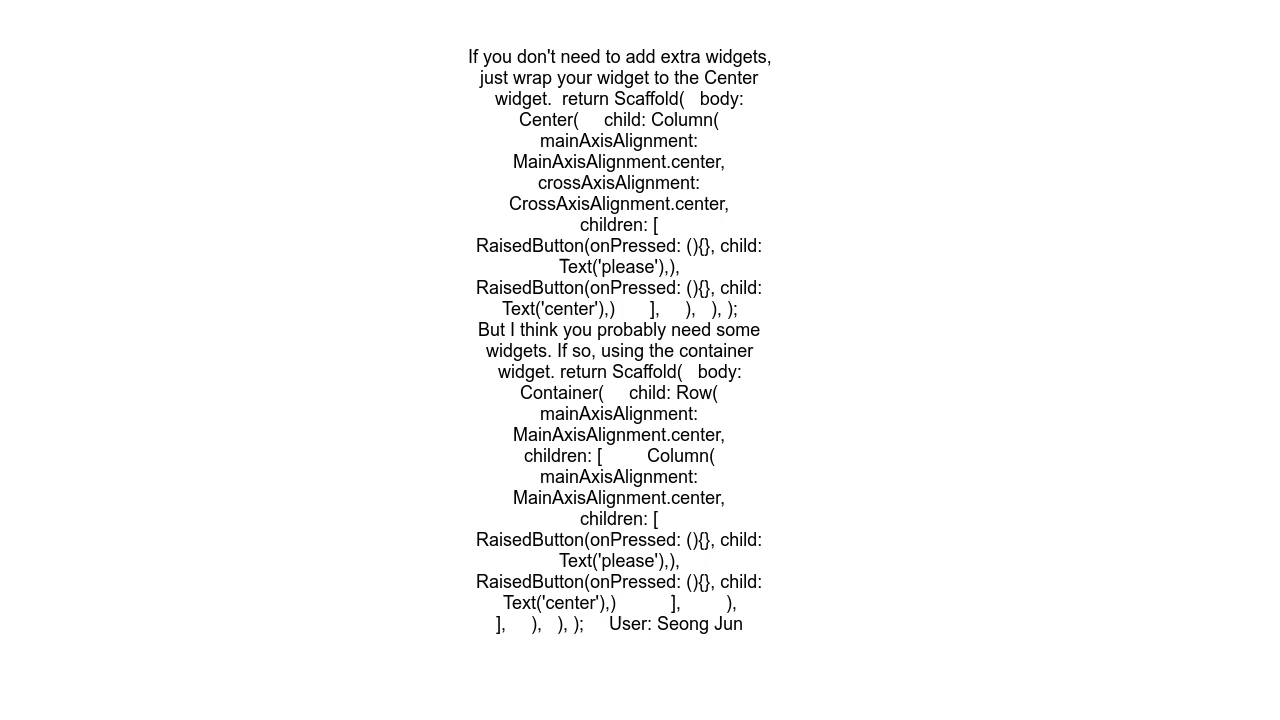 If you don't need to add extra widgets,
just wrap your widget to the Center
widget.  return Scaffold(   body:
Center(     child: Column(
mainAxisAlignment:
MainAxisAlignment.center,
crossAxisAlignment:
CrossAxisAlignment.center,
children: [
RaisedButton(onPressed: (){}, child:
Text('please'),),
RaisedButton(onPressed: (){}, child:
Text('center'),)       ],     ),   ), );
But I think you probably need some
widgets. If so, using the container
widget. return Scaffold(   body:
Container(     child: Row(
mainAxisAlignment:
MainAxisAlignment.center,
children: [         Column(
mainAxisAlignment:
MainAxisAlignment.center,
children: [
RaisedButton(onPressed: (){}, child:
Text('please'),),
RaisedButton(onPressed: (){}, child:
Text('center'),)           ],         ),
],     ),   ), );     User: Seong Jun